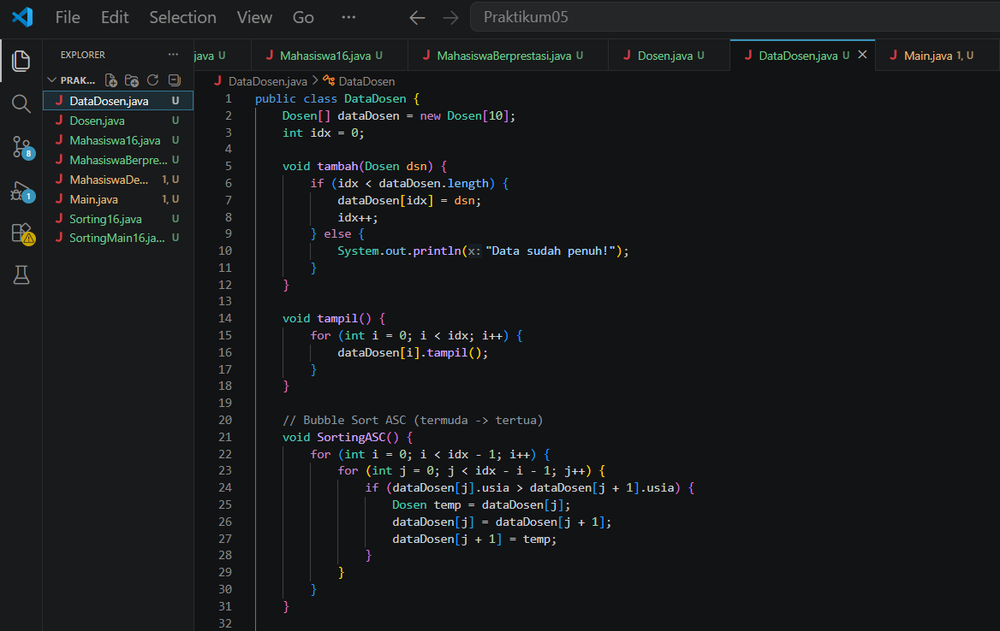 File Edit Selection View Go ··· Praktikum05
EXPLORER ···
java U Mahasiswa16.java U MahasiswaBerprestasi.java U Dosen.java U DataDosen.java U Main.java 1, U
PRAK...
DataDosen.java U
Dosen.java U
Mahasiswa16.java U
MahasiswaBerpre... U
MahasiswaDe... 1, U
Main.java 1, U
Sorting16.java U
SortingMain16.ja... U
8
1
DataDosen.java > DataDosen
1 public class DataDosen {
2 Dosen[] dataDosen = new Dosen[10];
3 int idx = 0;
4
5 void tambah(Dosen dsn) {
6 if (idx < dataDosen.length) {
7 dataDosen[idx] = dsn;
8 idx++;
9 } else {
10 System.out.println(x: "Data sudah penuh!");
11 }
12 }
13
14 void tampil() {
15 for (int i = 0; i < idx; i++) {
16 dataDosen[i].tampil();
17 }
18 }
19
20 // Bubble Sort ASC (termuda -> tertua)
21 void SortingASC() {
22 for (int i = 0; i < idx - 1; i++) {
23 for (int j = 0; j < idx - i - 1; j++) {
24 if (dataDosen[j].usia > dataDosen[j + 1].usia) {
25 Dosen temp = dataDosen[j];
26 dataDosen[j] = dataDosen[j + 1];
27 dataDosen[j + 1] = temp;
28 }
29 }
30 }
31 }
32